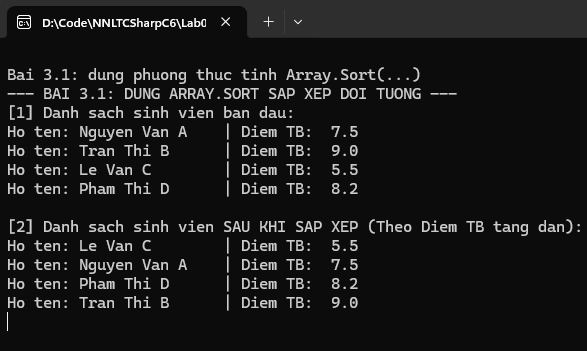 D:\Code\NNLTCSharpC6\Lab0
Bai 3.1: dung phuong thuc tinh Array.Sort(...)
--- BAI 3.1: DUNG ARRAY.SORT SAP XEP DOI TUONG ---
[1] Danh sach sinh vien ban dau:
Ho ten: Nguyen Van A    | Diem TB:  7.5
Ho ten: Tran Thi B      | Diem TB:  9.0
Ho ten: Le Van C        | Diem TB:  5.5
Ho ten: Pham Thi D      | Diem TB:  8.2
[2] Danh sach sinh vien SAU KHI SAP XEP (Theo Diem TB tang dan):
Ho ten: Le Van C        | Diem TB:  5.5
Ho ten: Nguyen Van A    | Diem TB:  7.5
Ho ten: Pham Thi D      | Diem TB:  8.2
Ho ten: Tran Thi B      | Diem TB:  9.0